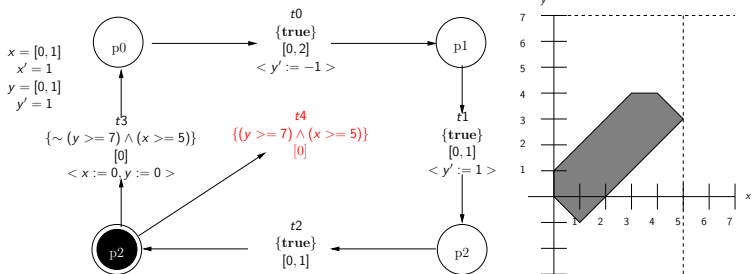 t0
{true}
[0, 2]
< y' := −1 >
p0
p1
x = [0, 1]
x' = 1
y = [0, 1]
y' = 1
t3
{∼ (y >= 7) ∧ (x >= 5)}
[0]
< x := 0, y := 0 >
t4
{(y >= 7) ∧ (x >= 5)}
[0]
t1
{true}
[0, 1]
< y' := 1 >
p2
t2
{true}
[0, 1]
p2
y
7
6
5
4
3
2
1
x
1 2 3 4 5 6 7